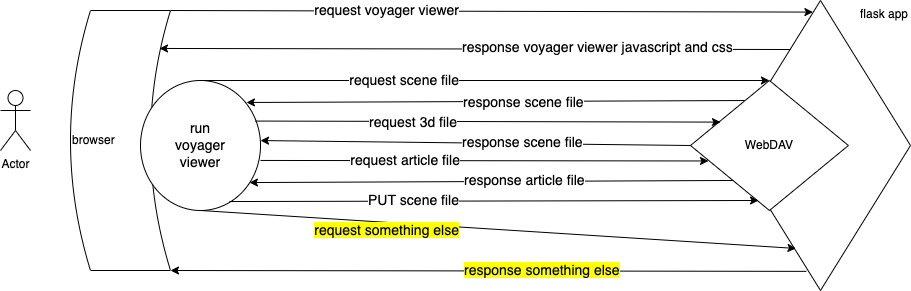 request voyager viewer
flask app
response voyager viewer javascript and css
request scene file
response scene file
request 3d file
run
voyager
viewer
browser
response scene file
WebDAV
Actor
request article file
response article file
PUT scene file
request something else
response something else